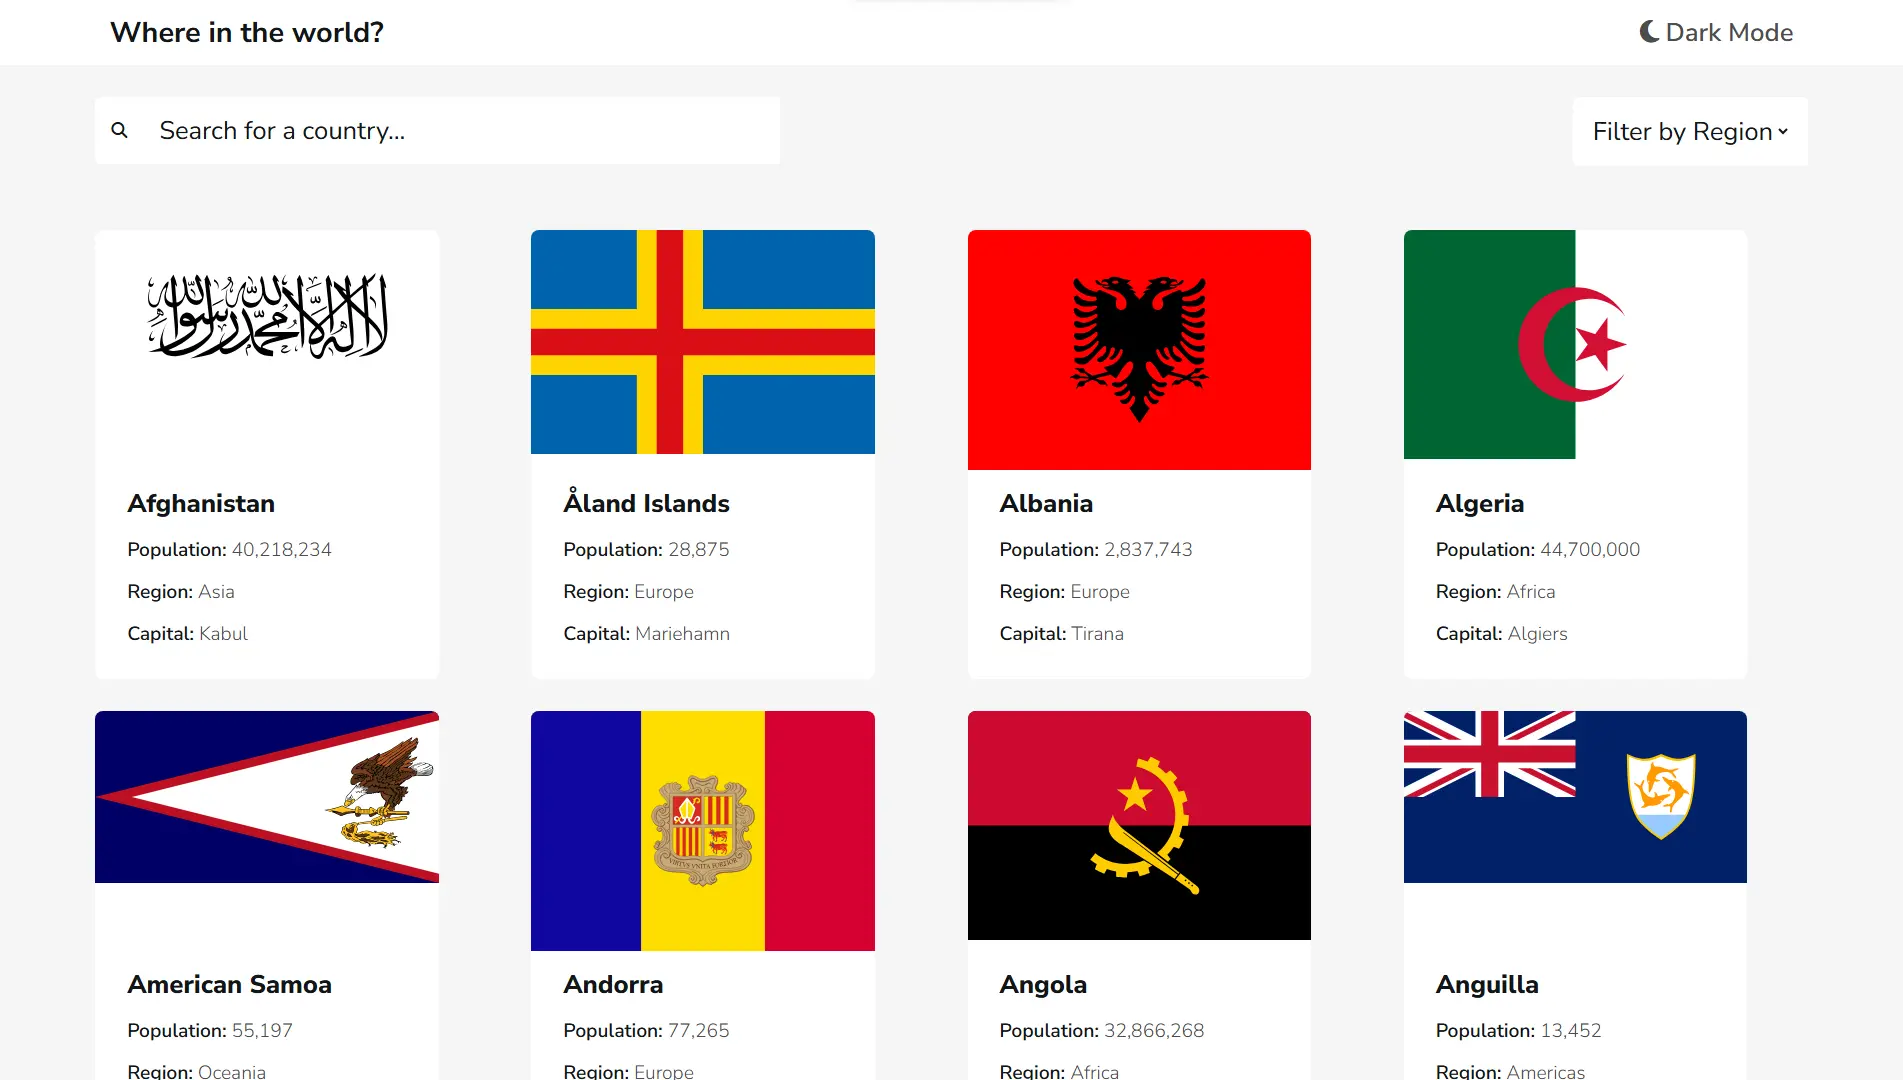 Where in the world?
Dark Mode
Search for a country...
Filter by Region
لا إله إلا الله محمد رسول الله
Afghanistan
Population: 40,218,234
Region: Asia
Capital: Kabul
Åland Islands
Population: 28,875
Region: Europe
Capital: Mariehamn
Albania
Population: 2,837,743
Region: Europe
Capital: Tirana
Algeria
Population: 44,700,000
Region: Africa
Capital: Algiers
VIRTVS VNITA FORTIOR
American Samoa
Population: 55,197
Region: Oceania
Andorra
Population: 77,265
Region: Europe
Angola
Population: 32,866,268
Region: Africa
Anguilla
Population: 13,452
Region: Americas